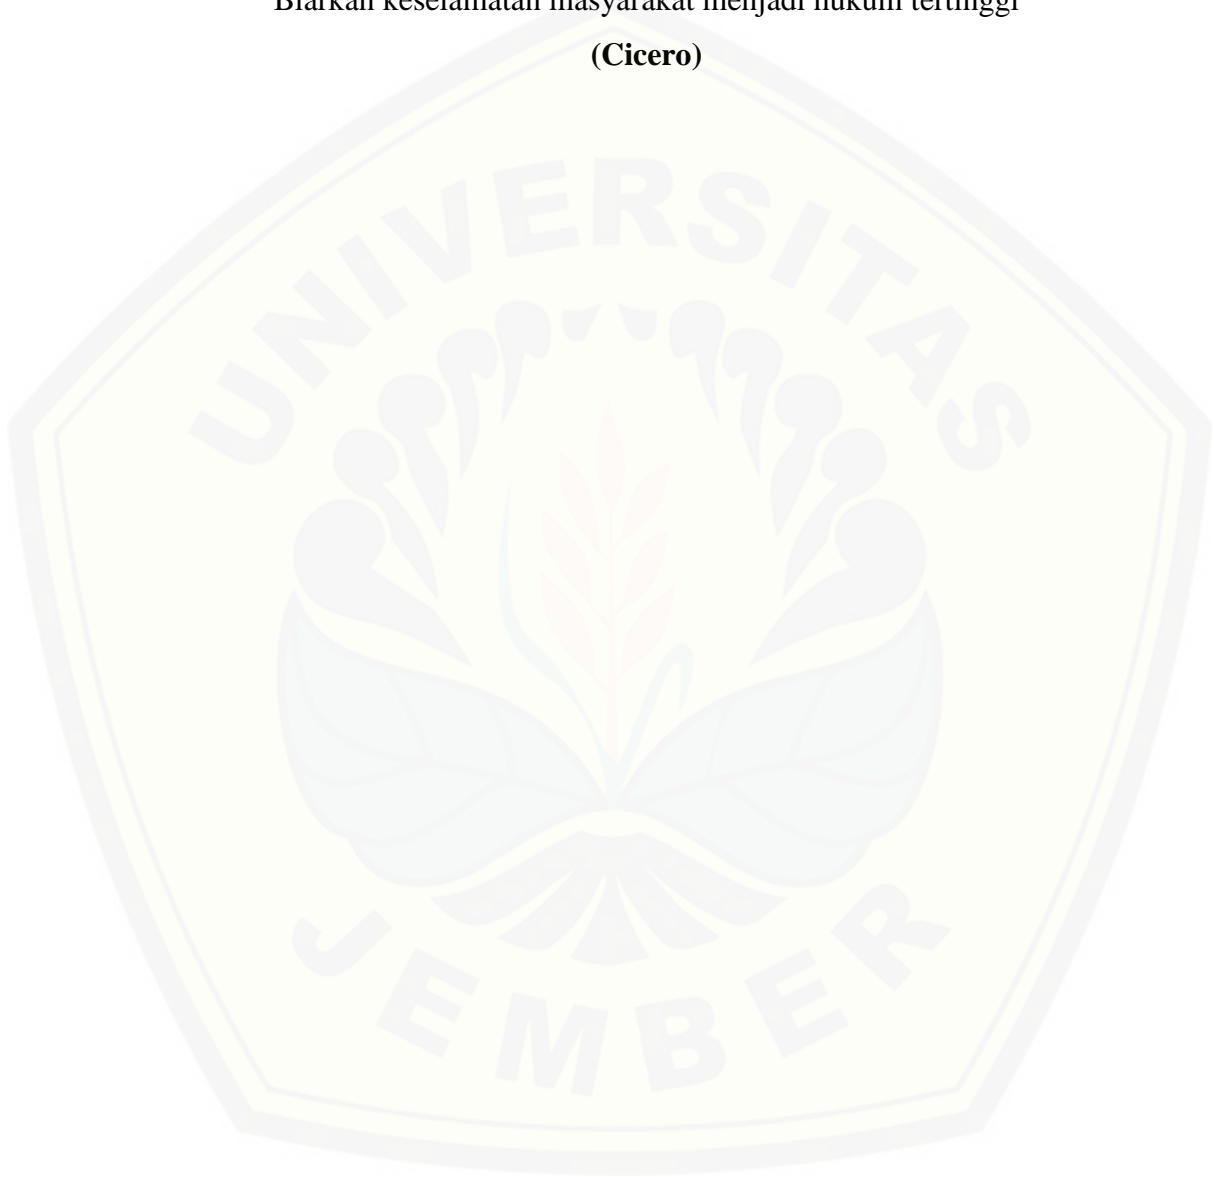 Biarkan keselamatan masyarakat menjadi hukum tertinggi
(Cicero)
UNIVERSITAS
JEMBER